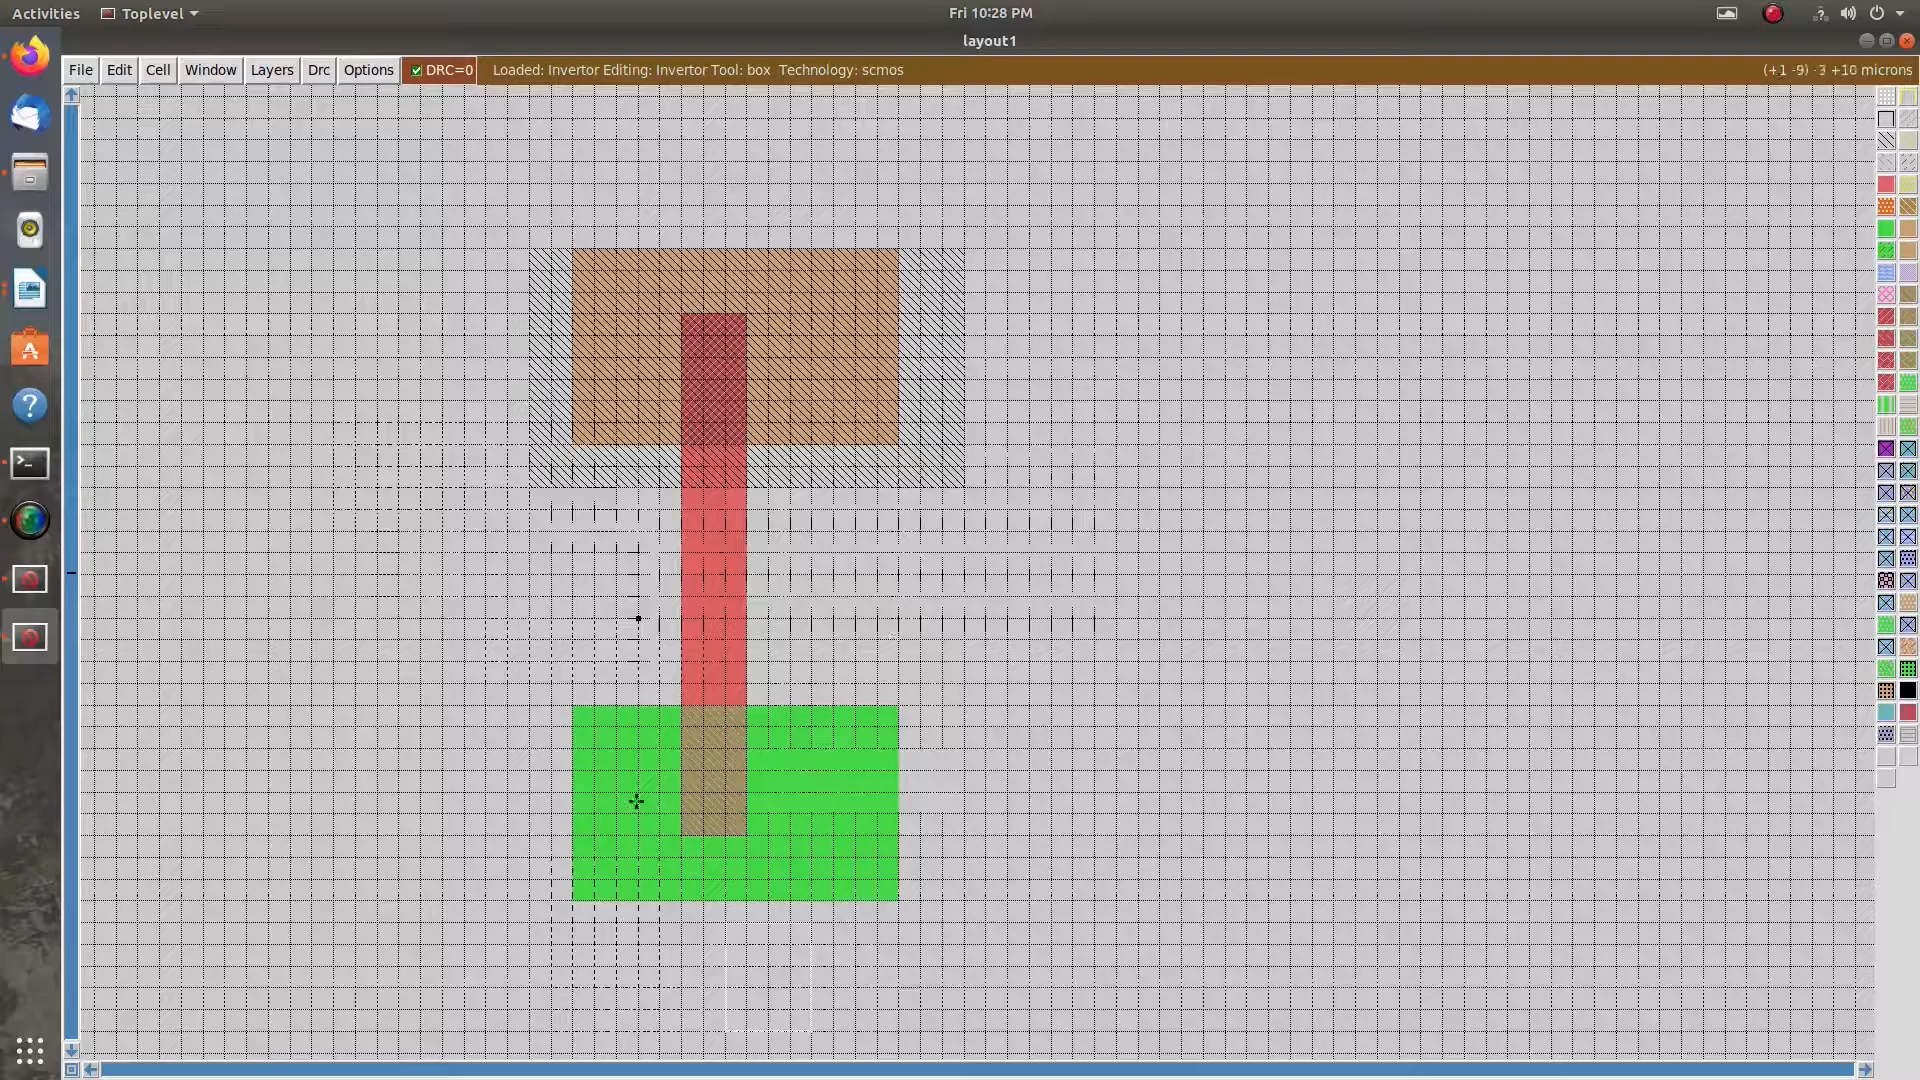 Activities Toplevel Fri 10:28 PM
layout1
File Edit Cell Window Layers Drc Options DRC=0 Loaded: Invertor Editing: Invertor Tool: box Technology: scmos (+1 -9) -3 +10 microns